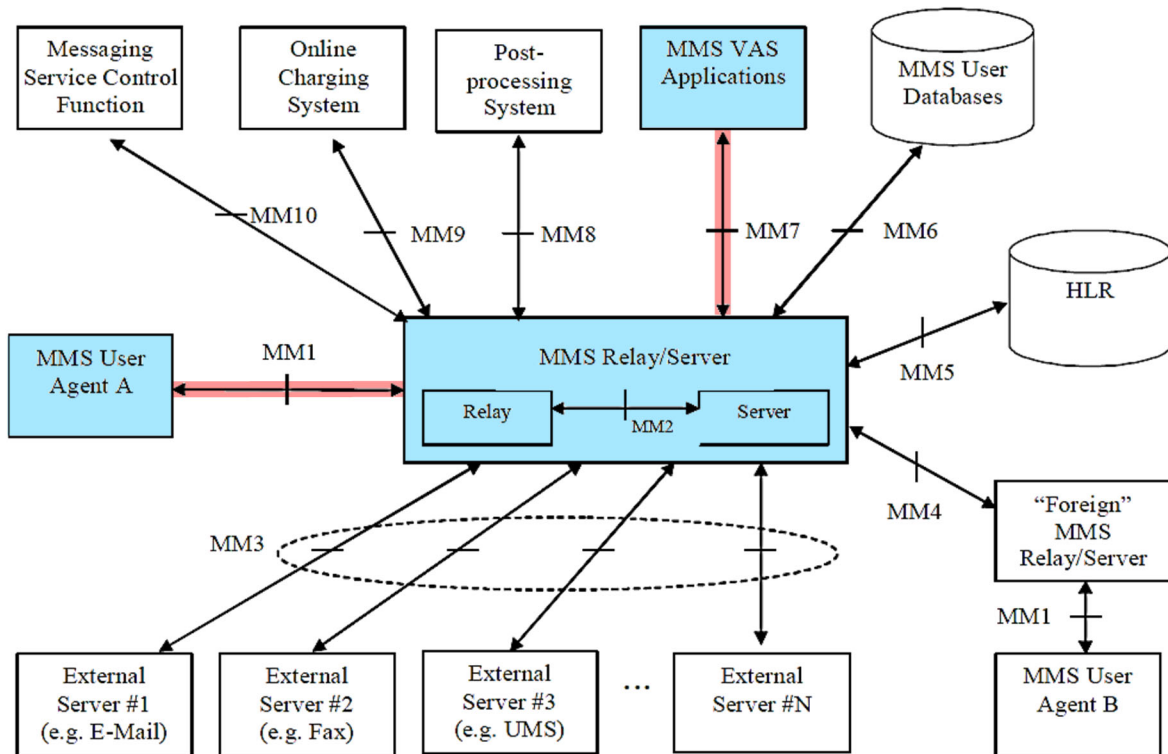 Messaging
Service Control
Function
Online
Charging
System
Post-
processing
System
MMS VAS
Applications
MMS User
Databases
MM10
MM9
MM8
MM7
MM6
HLR
MMS User
Agent A
MM1
MMS Relay/Server
MM5
Relay
MM2
Server
MM4
“Foreign”
MMS
Relay/Server
MM3
MM1
External
Server #1
(e.g. E-Mail)
External
Server #2
(e.g. Fax)
External
Server #3
(e.g. UMS)
...
External
Server #N
MMS User
Agent B